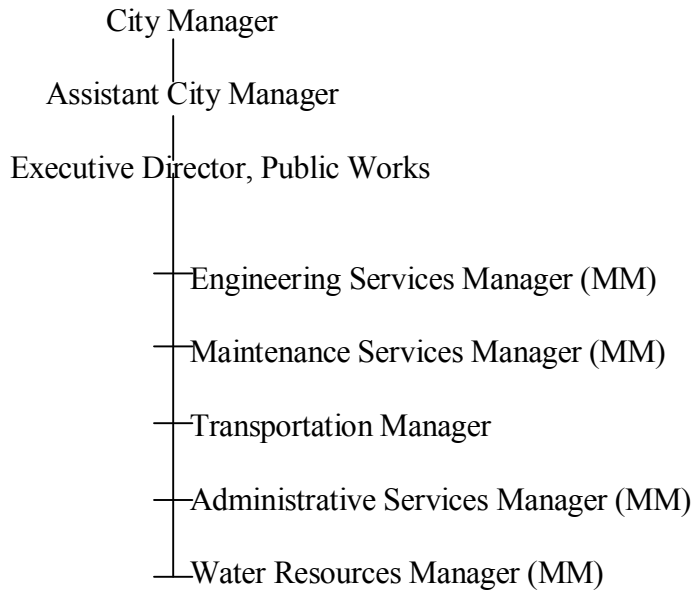 City Manager
Assistant City Manager
Executive Director, Public Works
Engineering Services Manager (MM)
Maintenance Services Manager (MM)
Transportation Manager
Administrative Services Manager (MM)
Water Resources Manager (MM)